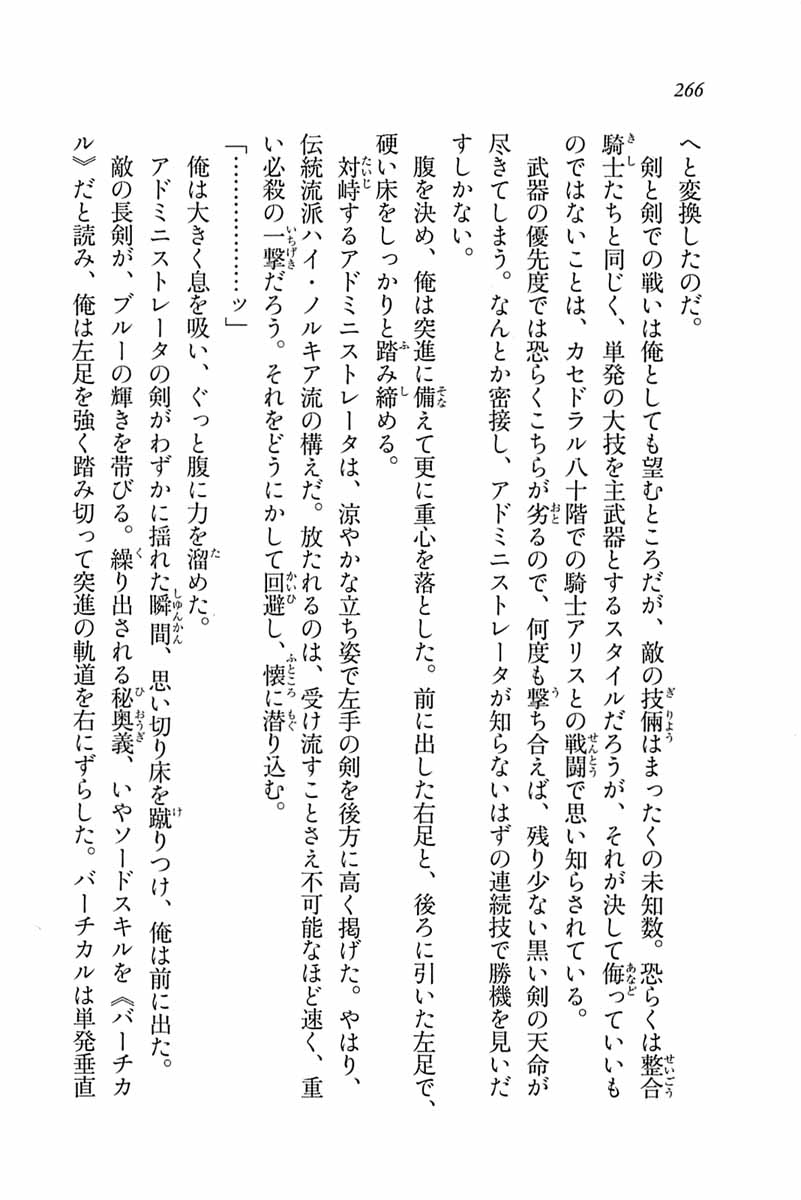 266
へと変換したのだ。
剣と剣での戦いは俺としても望むところだが、敵の技倆はまったくの未知数。恐らくは整合
騎士たちと同じく、単発の大技を主武器とするスタイルだろうが、それが決して侮っていいも
のではないことは、カセドラル八十階での騎士アリスとの戦闘で思い知らされている。
武器の優先度では恐らくこちらが劣るので、何度も撃ち合えば、残り少ない黒い剣の天命が
尽きてしまう。なんとか密接し、アドミニストレータが知らないはずの連続技で勝機を見いだ
すしかない。
腹を決め、俺は突進に備えて更に重心を落とした。前に出した右足と、後ろに引いた左足で、
硬い床をしっかりと踏み締める。
対峙するアドミニストレータは、涼やかな立ち姿で左手の剣を後方に高く掲げた。やはり、
伝統流派ハイ・ノルキア流の構えだ。放たれるのは、受け流すことさえ不可能なほど速く、重
い必殺の一撃だろう。それをどうにかして回避し、懐に潜り込む。
「………………ッ」
俺は大きく息を吸い、ぐっと腹に力を溜めた。
アドミニストレータの剣がわずかに揺れた瞬間、思い切り床を蹴りつけ、俺は前に出た。
敵の長剣が、ブルーの輝きを帯びる。繰り出される秘奥義、いやソードスキルを《バーチカ
ル》だと読み、俺は左足を強く踏み切って突進の軌道を右にずらした。バーチカルは単発垂直